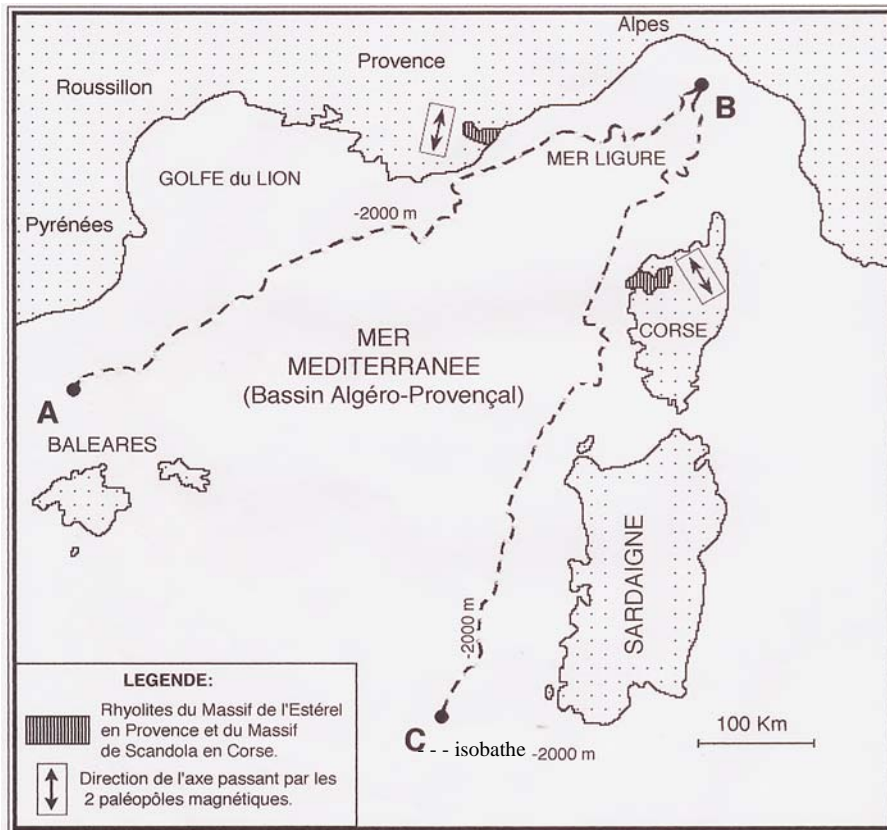 Alpes
Provence
Roussillon
B
MER LIGURE
GOLFE du LION
-2000 m
Pyrénées
CORSE
MER
MEDITERRANEE
(Bassin Algéro-Provençal)
A
BALEARES
SARDAIGNE
-2000 m
LEGENDE:
Rhyolites du Massif de l'Estérel
en Provence et du Massif
de Scandola en Corse.
Direction de l'axe passant par les
2 paléopôles magnétiques.
C
- - - isobathe -2000 m
100 Km